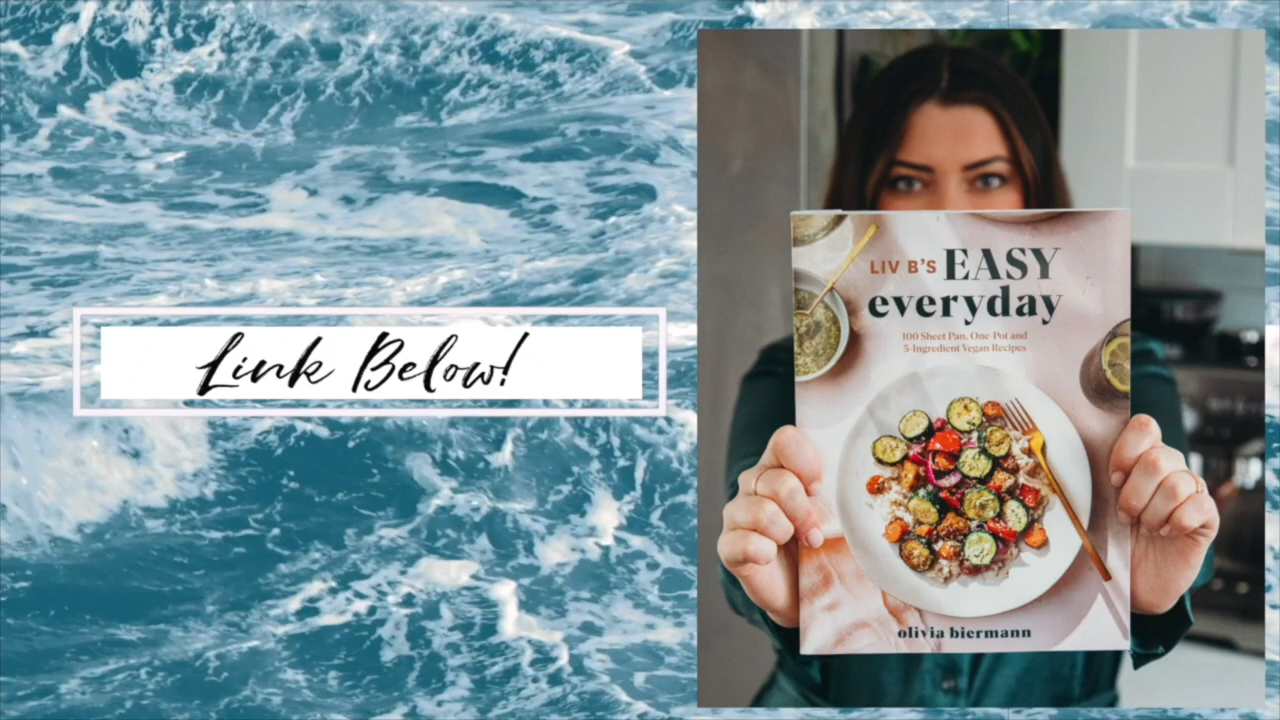 Link Below!
LIV B'S EASY
everyday
100 Sheet Pan, One-Pot and
5-Ingredient Vegan Recipes
olivia biermann